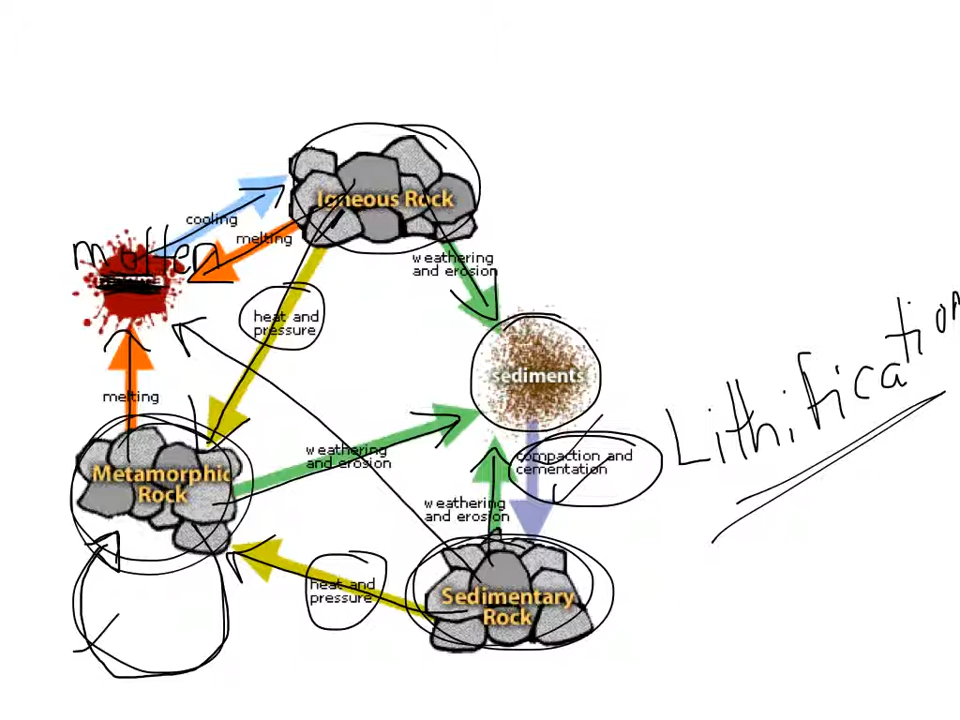 Igneous Rock
cooling
melting
molten
weathering
and erosion
heat and
pressure
sediments
melting
Lithification
Metamorphic
Rock
weathering
and erosion
compaction and
cementation
weathering
and erosion
heat and
pressure
Sedimentary
Rock